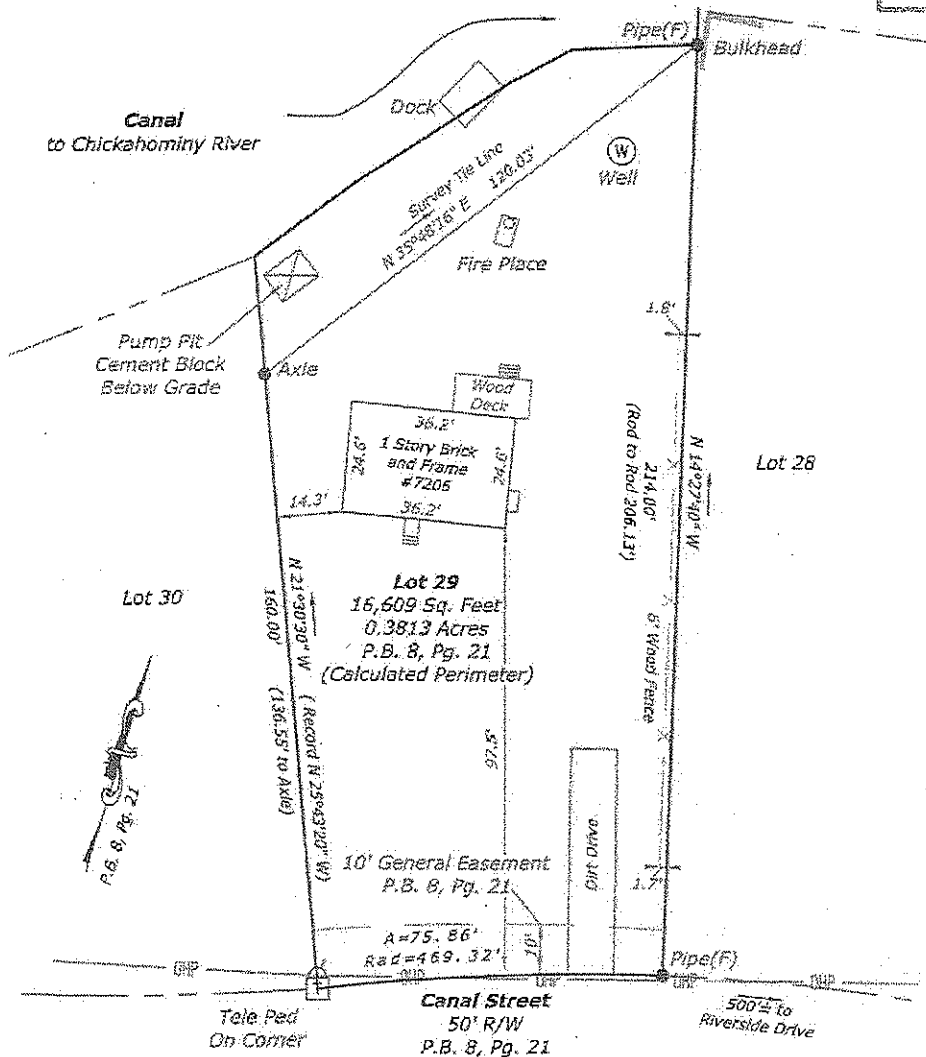 Pipe(F)
Bulkhead
Dock
Canal
to Chickahominy River
W
Well
Survey Tie Line
N 35°48'16" E 120.03'
Fire Place
Pump Pit
Cement Block
Below Grade
Axle
1.8'
Wood
Deck
36.2'
24.6'
1 Story Brick
and Frame
#7206
24.6'
36.2'
14.3'
N 14°27'40" W
214.00'
(Rod to Rod 206.13')
Lot 28
Lot 30
N 21°30'30" W (Record N 25°43'20" W)
160.00' (136.55' to Axle)
Lot 29
16,609 Sq. Feet
0.3813 Acres
P.B. 8, Pg. 21
(Calculated Perimeter)
6' Wood Fence
97.5'
P.B. 8, Pg. 21
10' General Easement
P.B. 8, Pg. 21
Dirt Drive
1.7'
A=75.86'
Rad=469.32'
10'
Pipe(F)
OHP
OHP
OHP
OHP
OHP
Tele Ped
On Corner
Canal Street
50' R/W
P.B. 8, Pg. 21
500'± to
Riverside Drive